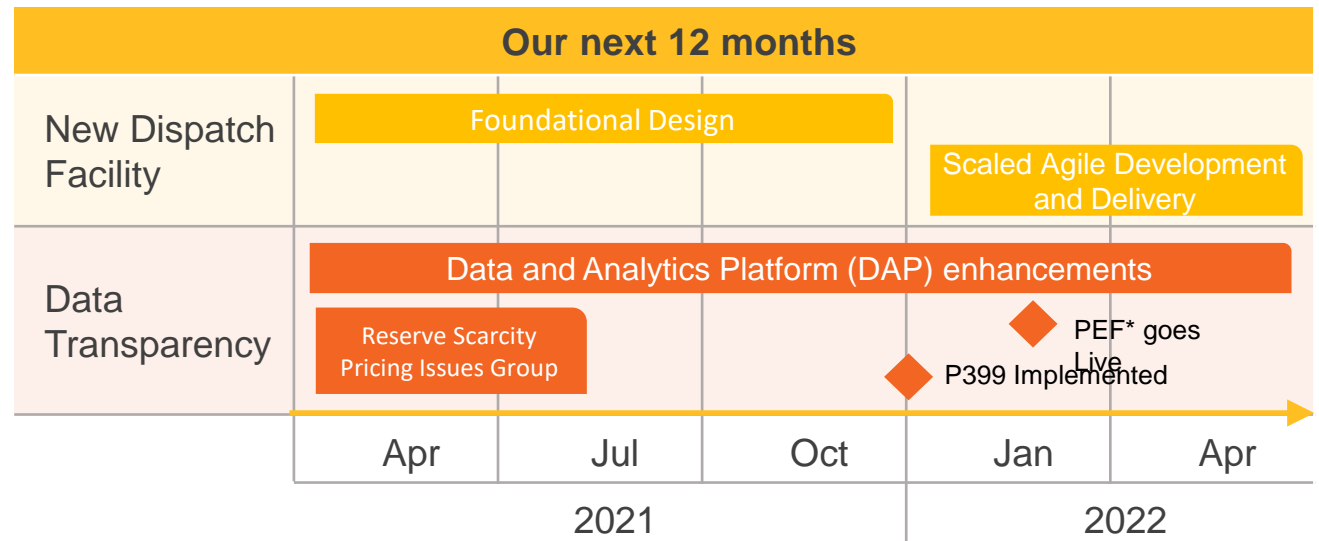 Our next 12 months
New Dispatch
Facility
Foundational Design
Scaled Agile Development
and Delivery
Data
Transparency
Data and Analytics Platform (DAP) enhancements
Reserve Scarcity
Pricing Issues Group
PEF* goes
Live
P399 Implemented
Apr
Jul
Oct
Jan
Apr
2021
2022